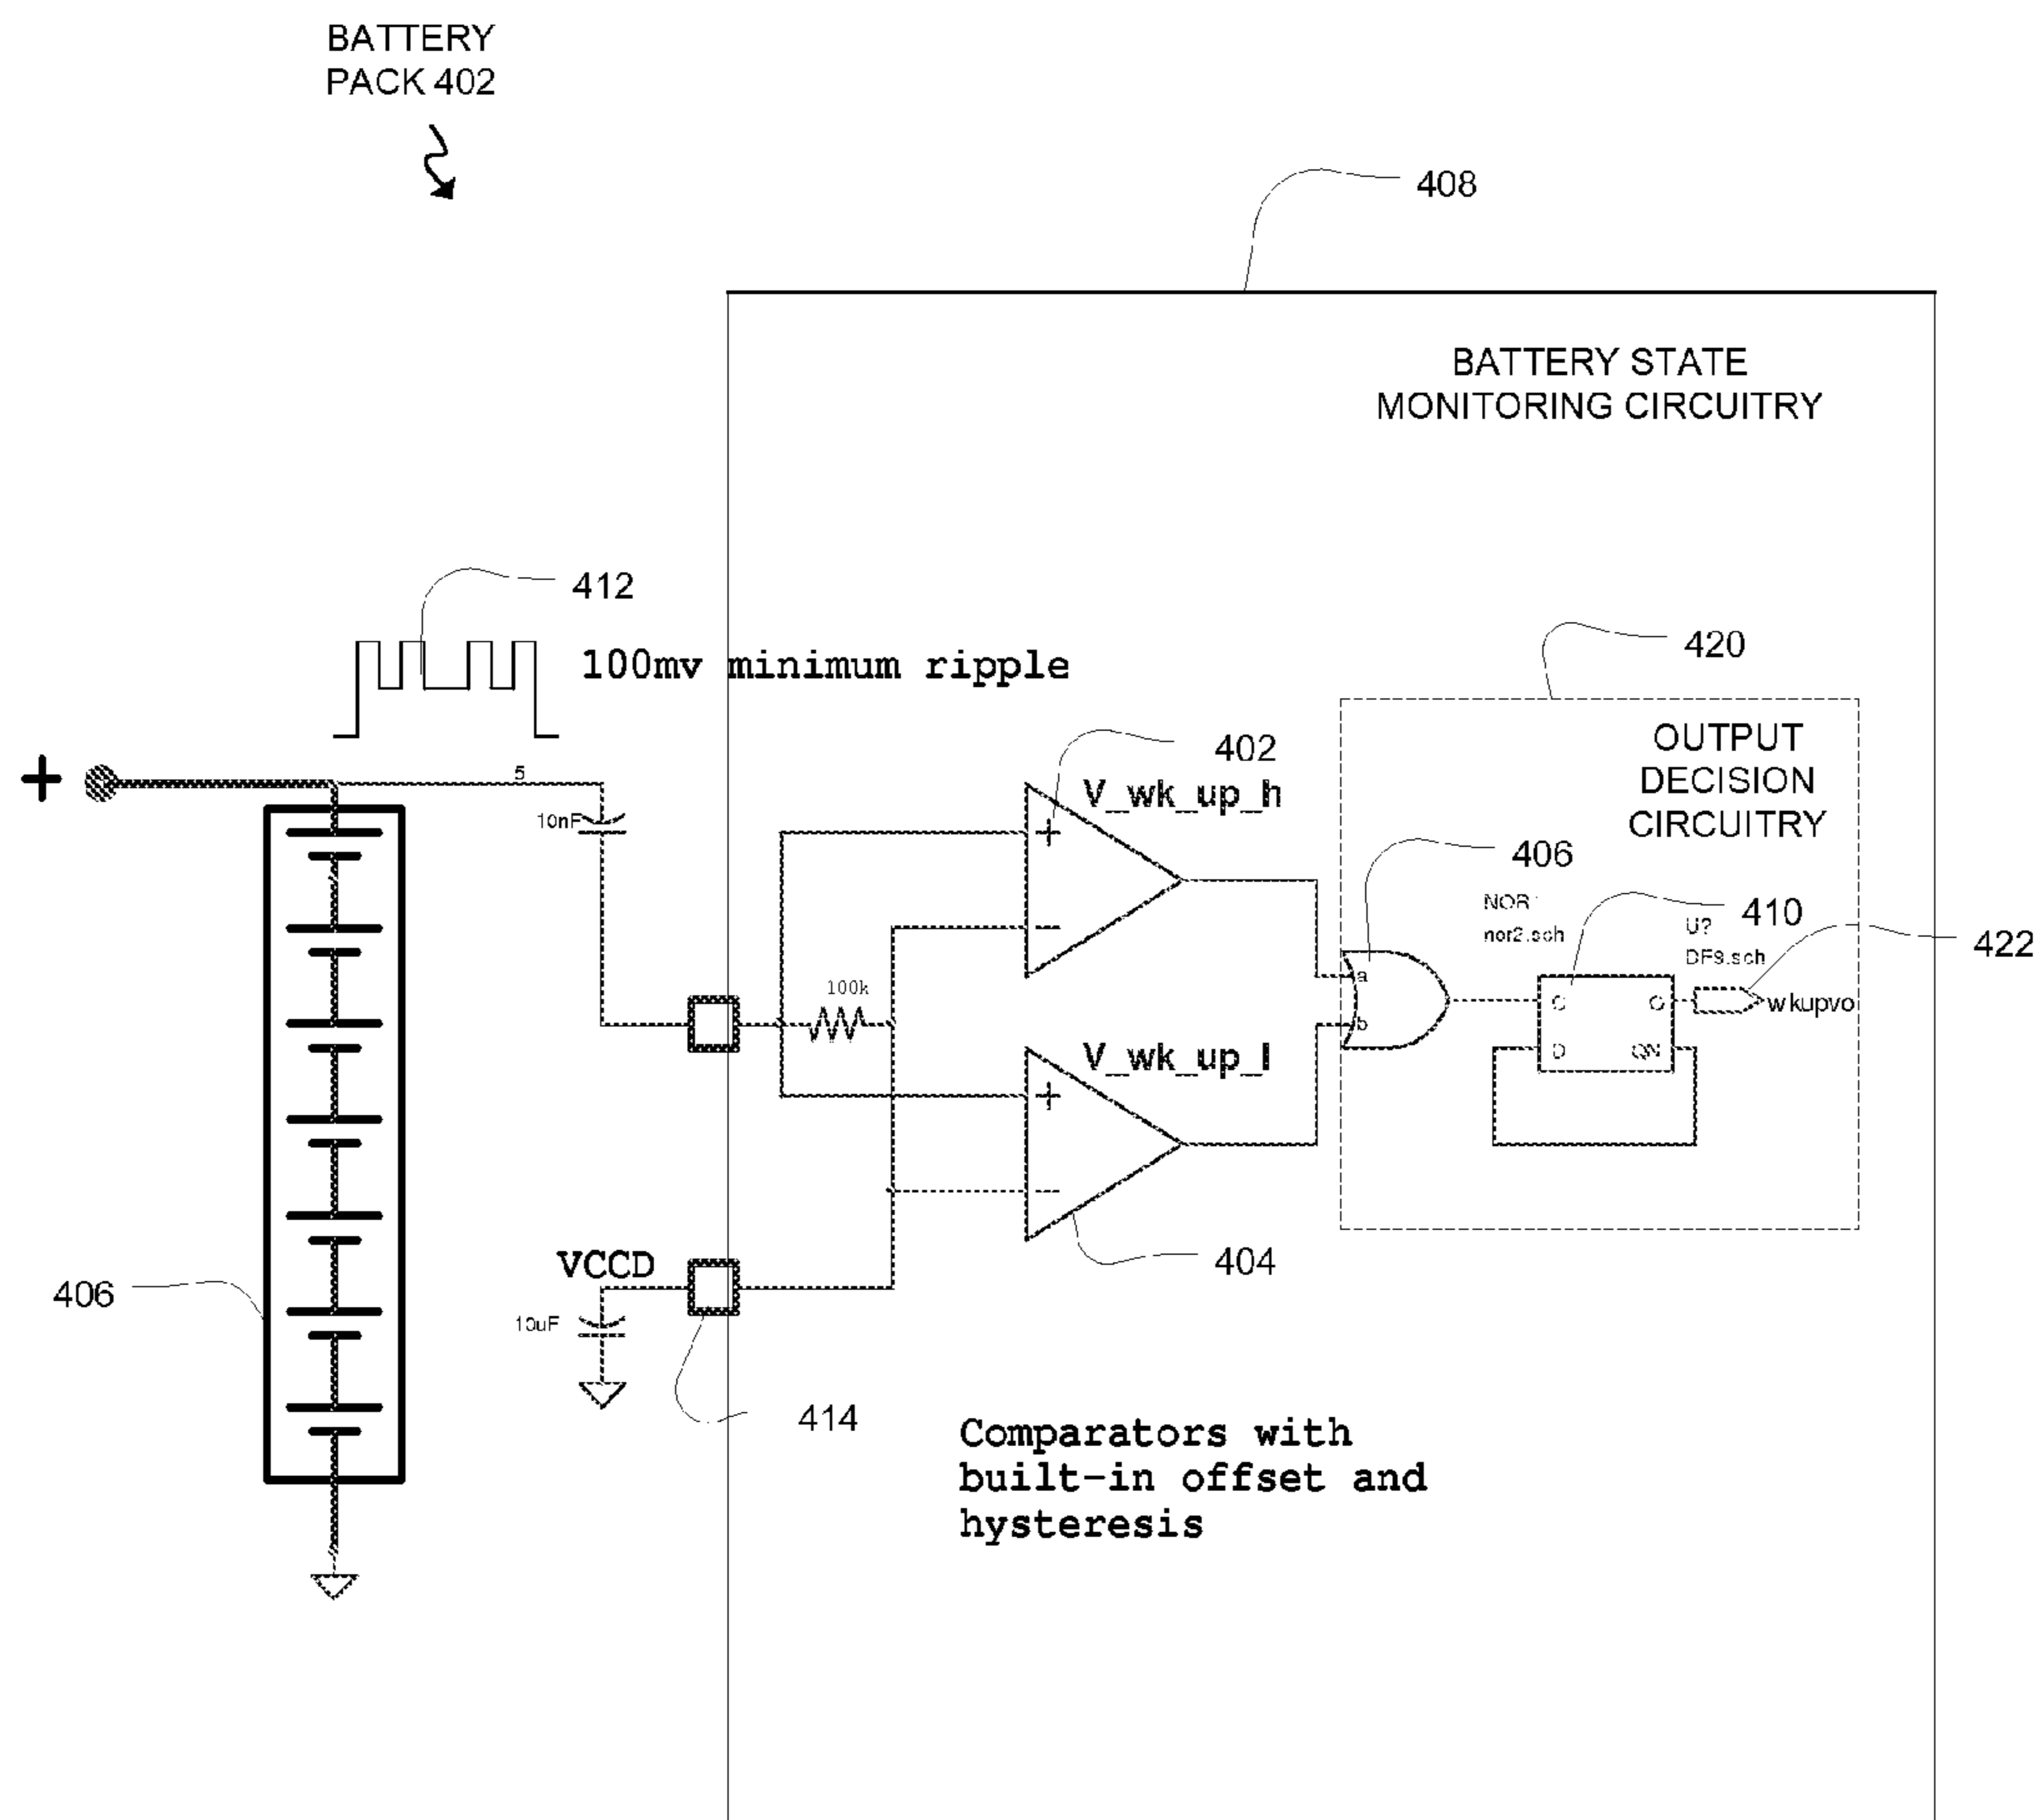 BATTERY
PACK 402
408
BATTERY STATE
MONITORING CIRCUITRY
412
100mv minimum ripple
420
OUTPUT
DECISION
CIRCUITRY
+
5
10nF
402
V_wk_up_h
+
406
NOR
nor2.sch
410
U?
DFS.sch
422
100k
a
b
C
Q
wkupvo
D
QN
V_wk_up_l
+
404
406
VCCD
10uF
414
Comparators with
built-in offset and
hysteresis